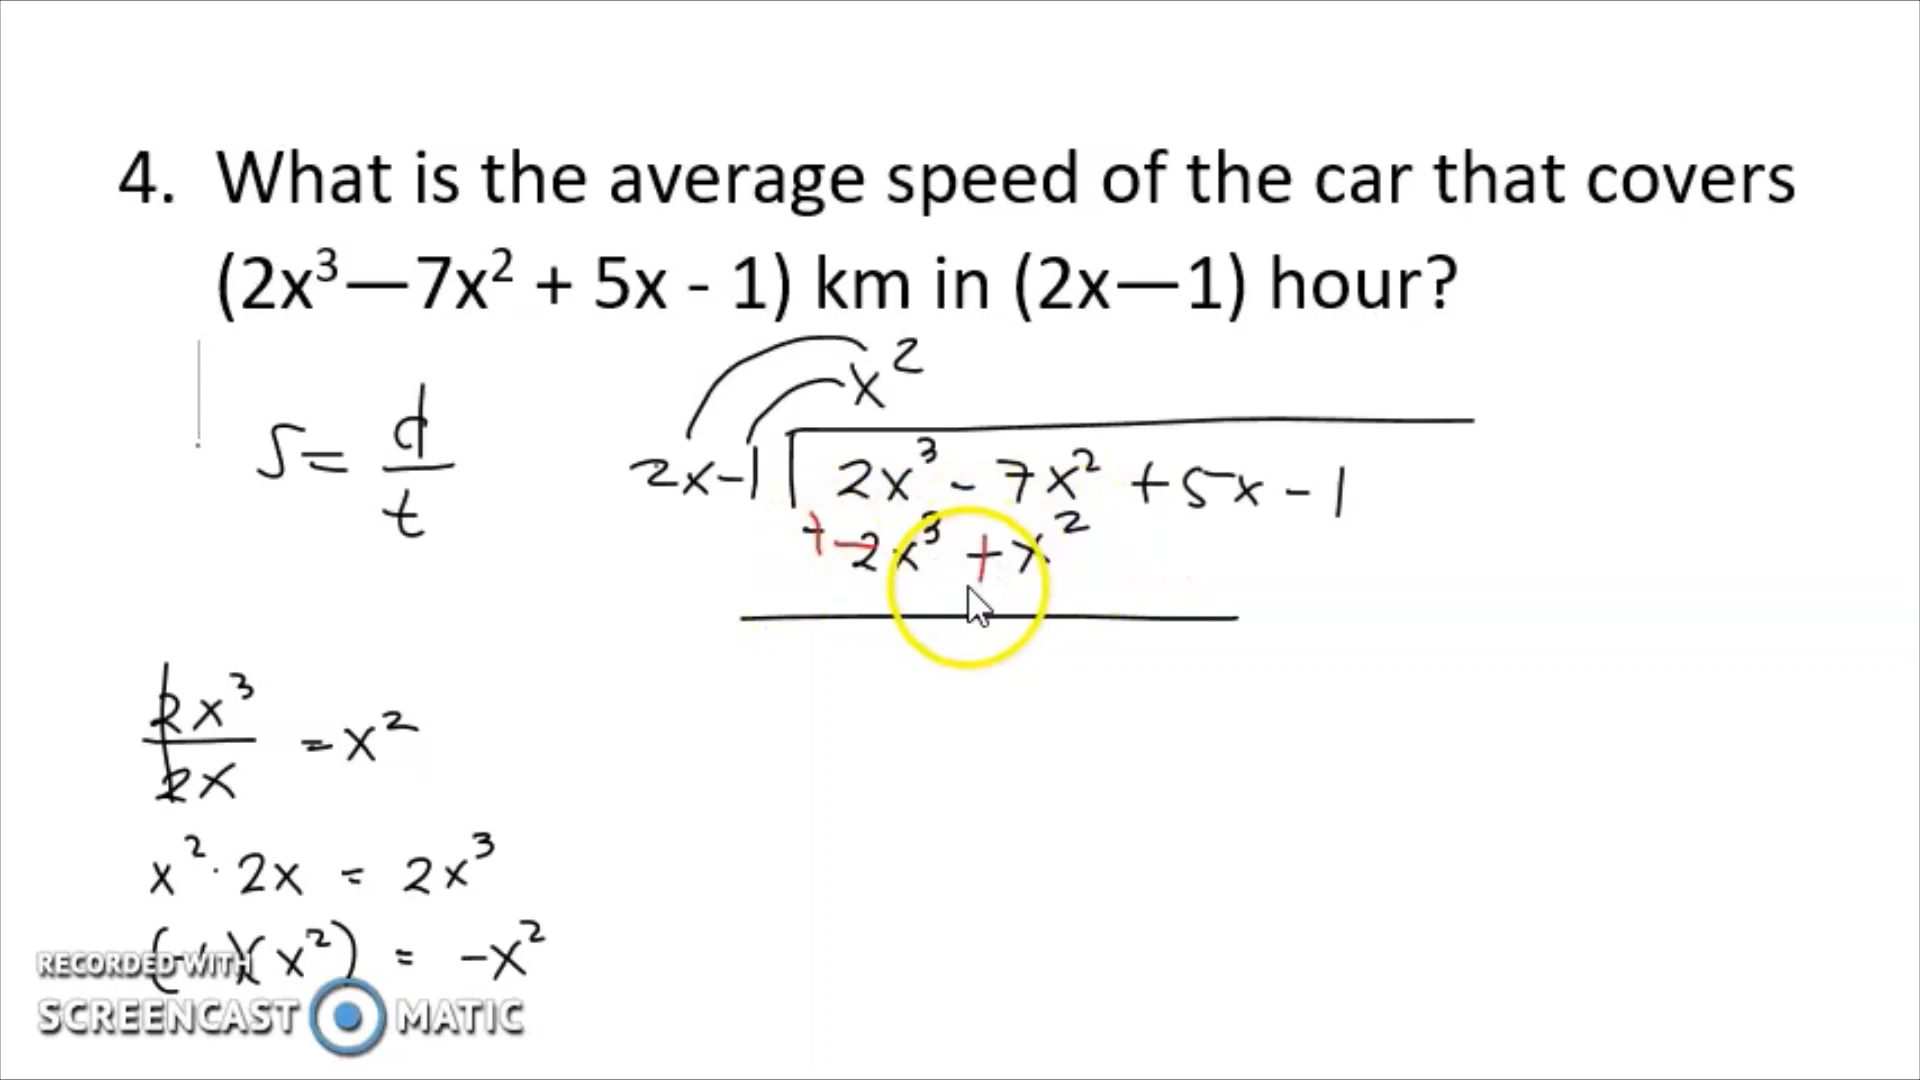 4. What is the average speed of the car that covers
(2x³—7x² + 5x - 1) km in (2x—1) hour?
x²
S = d/t
2x-1 2x³ - 7x² + 5x - 1
+ - 2x³ + x²
2x³/2x = x²
x² · 2x = 2x³
(x²) = -x²
RECORDED WITH
SCREENCAST MATIC